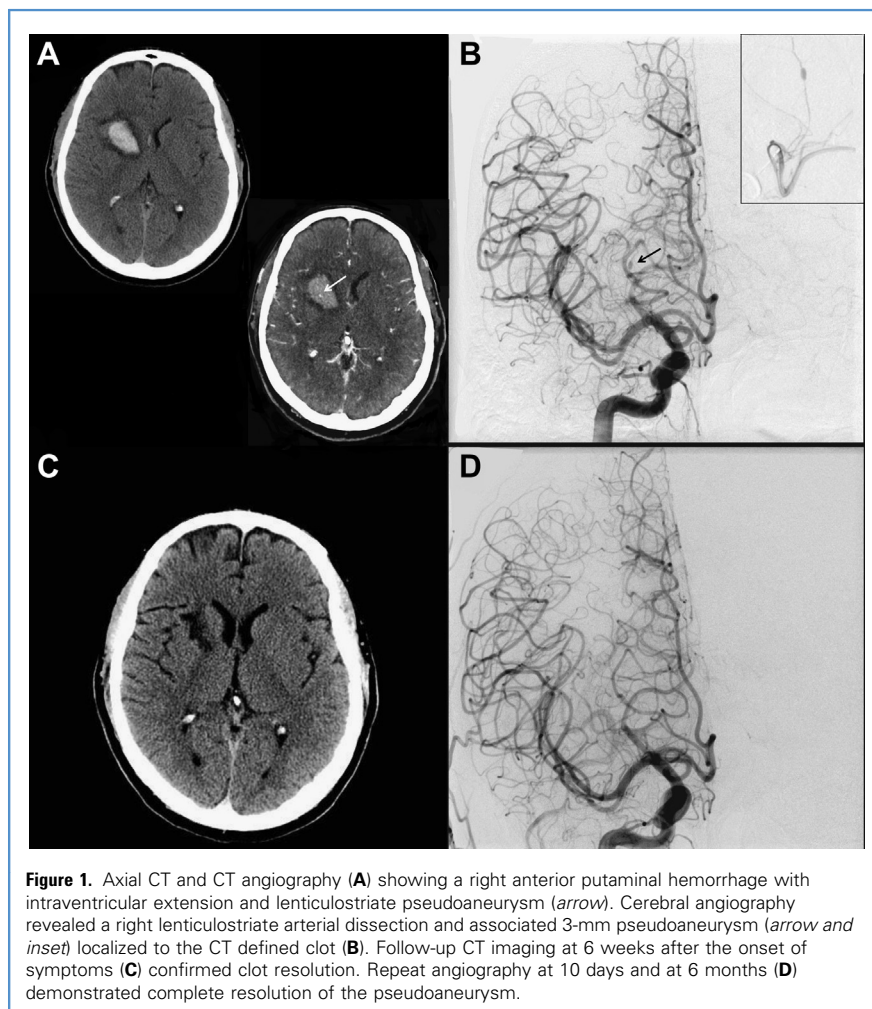 A
B
C
D
Figure 1. Axial CT and CT angiography (A) showing a right anterior putaminal hemorrhage with
intraventricular extension and lenticulostriate pseudoaneurysm (arrow). Cerebral angiography
revealed a right lenticulostriate arterial dissection and associated 3-mm pseudoaneurysm (arrow and
inset) localized to the CT defined clot (B). Follow-up CT imaging at 6 weeks after the onset of
symptoms (C) confirmed clot resolution. Repeat angiography at 10 days and at 6 months (D)
demonstrated complete resolution of the pseudoaneurysm.